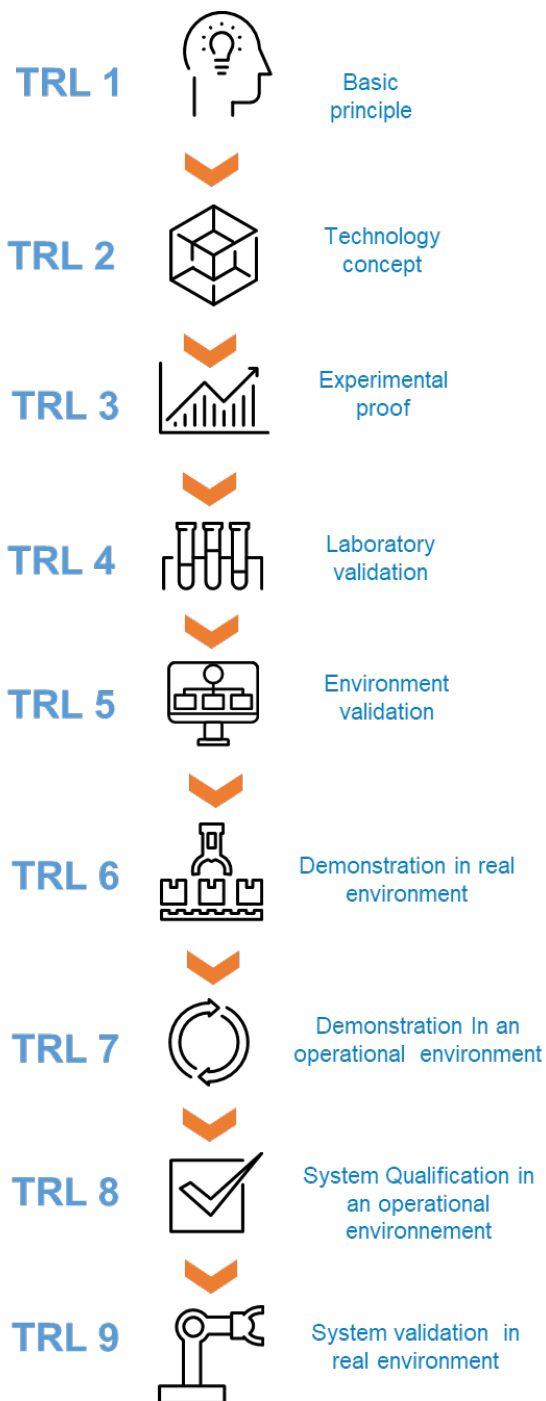 TRL 1
Basic
principle
TRL 2
Technology
concept
TRL 3
Experimental
proof
TRL 4
Laboratory
validation
TRL 5
Environment
validation
TRL 6
Demonstration in real
environment
TRL 7
Demonstration In an
operational environment
TRL 8
System Qualification in
an operational
environnement
TRL 9
System validation in
real environment